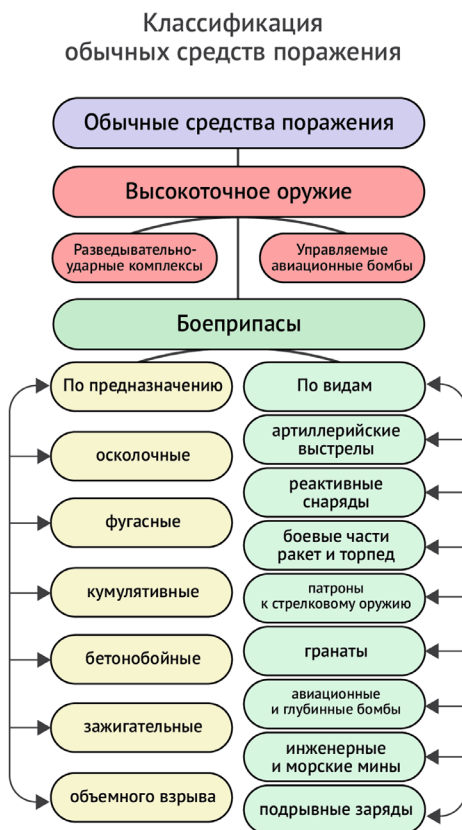 Классификация
обычных средств поражения
Обычные средства поражения
Высокоточное оружие
Разведывательно-
ударные комплексы
Управляемые
авиационные бомбы
Боеприпасы
По предназначению
осколочные
фугасные
кумулятивные
бетонобойные
зажигательные
объемного взрыва
По видам
артиллерийские
выстрелы
реактивные
снаряды
боевые части
ракет и торпед
патроны
к стрелковому оружию
гранаты
авиационные
и глубинные бомбы
инженерные
и морские мины
подрывные заряды